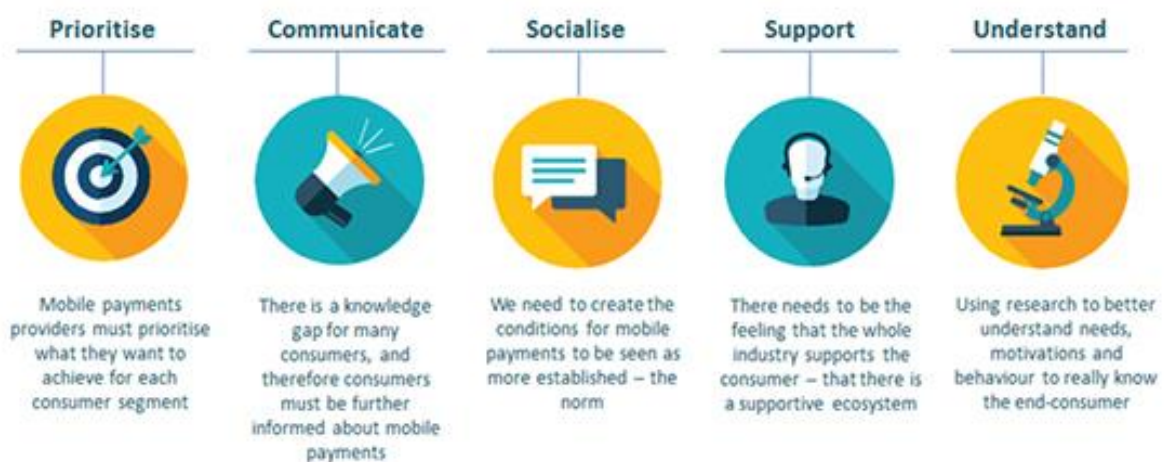 Prioritise
Communicate
Socialise
Support
Understand
Mobile payments
providers must prioritise
what they want to
achieve for each
consumer segment
There is a knowledge
gap for many
consumers, and
therefore consumers
must be further
informed about mobile
payments
We need to create the
conditions for mobile
payments to be seen as
more established – the
norm
There needs to be the
feeling that the whole
industry supports the
consumer – that there is
a supportive ecosystem
Using research to better
understand needs,
motivations and
behaviour to really know
the end-consumer